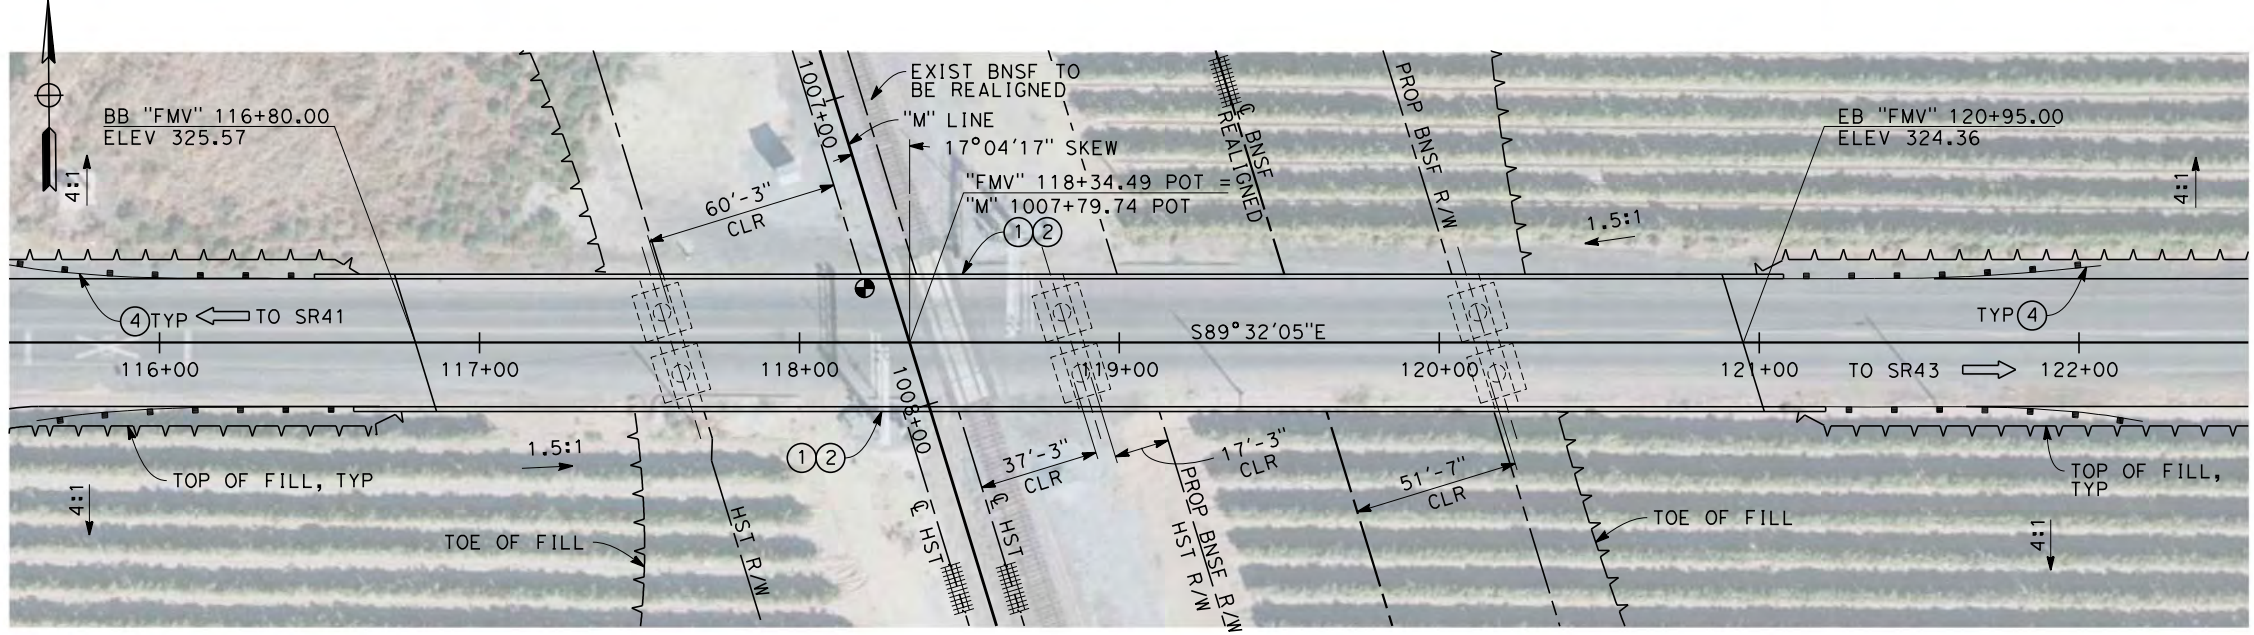 BB "FMV" 116+80.00
ELEV 325.57
4:1
1007+00
EXIST BNSF TO
BE REALIGNED
"M" LINE
17°04'17" SKEW
"FMV" 118+34.49 POT =
"M" 1007+79.74 POT
60'-3"
CLR
1 2
℄ BNSF
REALIGNED
PROP BNSF R/W
EB "FMV" 120+95.00
ELEV 324.36
4:1
1.5:1
4 TYP
TO SR41
S89°32'05"E
TYP 4
116+00
117+00
118+00
119+00
120+00
121+00
TO SR43
122+00
1008+00
1.5:1
1 2
37'-3"
CLR
17'-3"
CLR
51'-7"
CLR
TOP OF FILL, TYP
TOP OF FILL,
TYP
4:1
TOE OF FILL
HST R/W
℄ HST
℄ HST
PROP BNSF R/W
HST R/W
TOE OF FILL
4:1